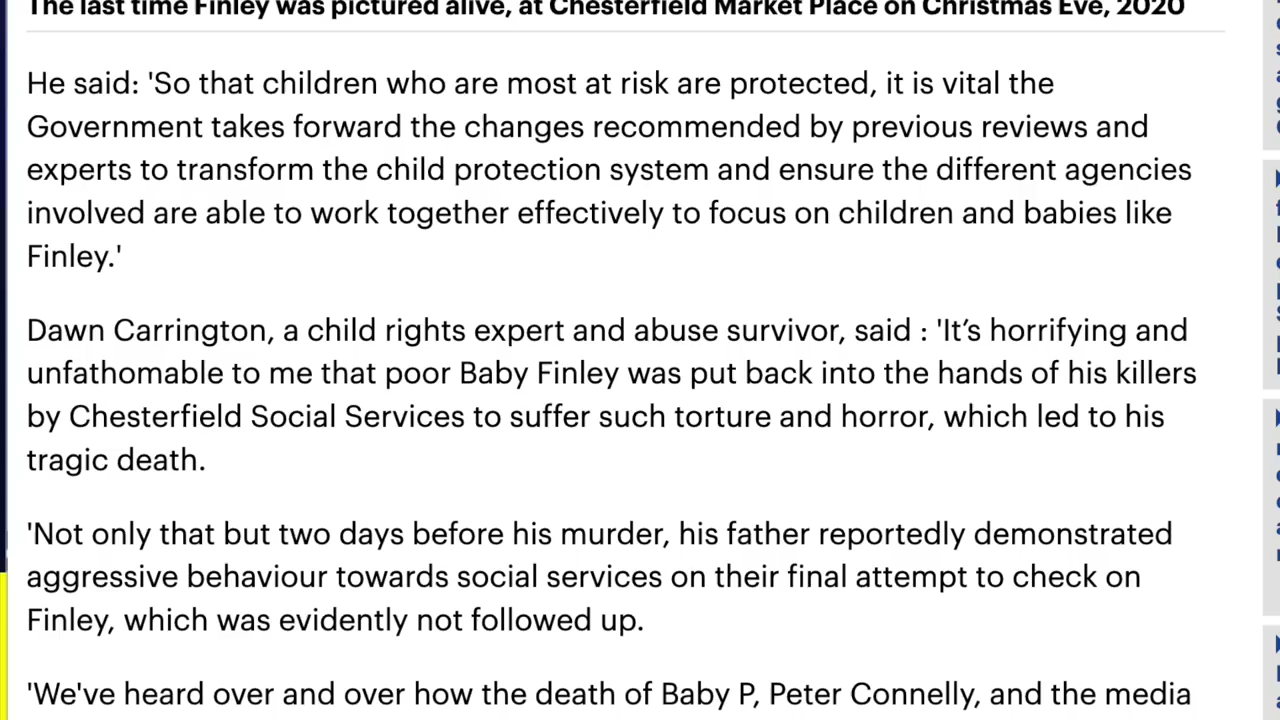 The last time Finley was pictured alive, at Chesterfield Market Place on Christmas Eve, 2020
He said: 'So that children who are most at risk are protected, it is vital the
Government takes forward the changes recommended by previous reviews and
experts to transform the child protection system and ensure the different agencies
involved are able to work together effectively to focus on children and babies like
Finley.'
Dawn Carrington, a child rights expert and abuse survivor, said : 'It’s horrifying and
unfathomable to me that poor Baby Finley was put back into the hands of his killers
by Chesterfield Social Services to suffer such torture and horror, which led to his
tragic death.
'Not only that but two days before his murder, his father reportedly demonstrated
aggressive behaviour towards social services on their final attempt to check on
Finley, which was evidently not followed up.
'We've heard over and over how the death of Baby P, Peter Connelly, and the media